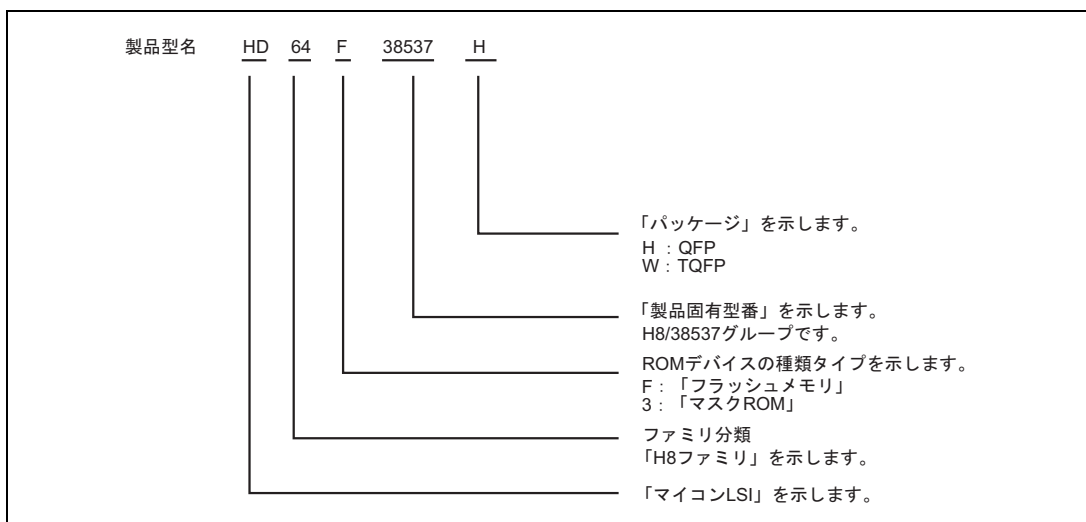 製品型名 HD 64 F 38537 H
「パッケージ」を示します。
H : QFP
W : TQFP
「製品固有型番」を示します。
H8/38537グループです。
ROMデバイスの種類タイプを示します。
F : 「フラッシュメモリ」
3 : 「マスクROM」
ファミリ分類
「H8ファミリ」を示します。
「マイコンLSI」を示します。